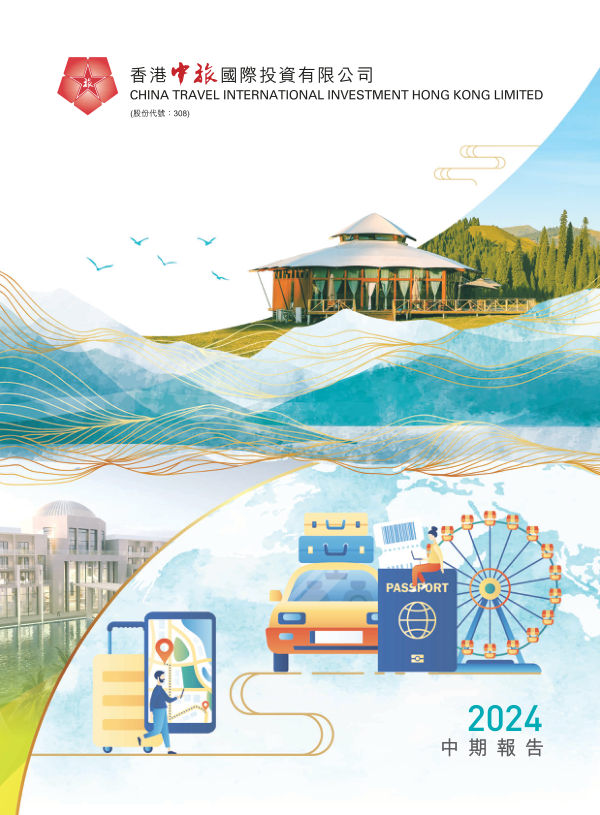 旅
香港中旅國際投資有限公司
CHINA TRAVEL INTERNATIONAL INVESTMENT HONG KONG LIMITED
(股份代號：308)
PASSPORT
2024
中期報告